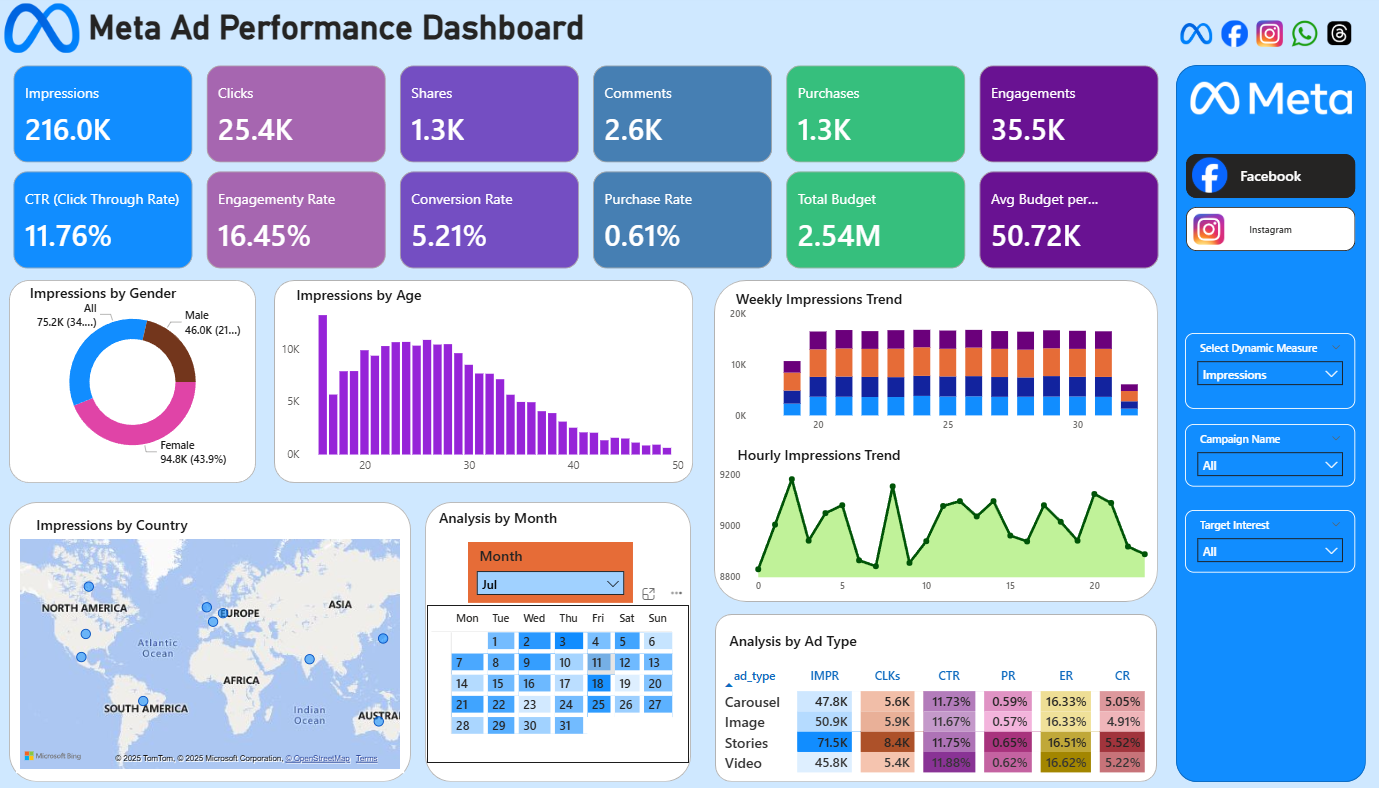 Meta Ad Performance Dashboard
Impressions
216.0K
Clicks
25.4K
Shares
1.3K
Comments
2.6K
Purchases
1.3K
Engagements
35.5K
CTR (Click Through Rate)
11.76%
Engagementy Rate
16.45%
Conversion Rate
5.21%
Purchase Rate
0.61%
Total Budget
2.54M
Avg Budget per...
50.72K
Meta
Facebook
Instagram
Select Dynamic Measure
Impressions
Campaign Name
All
Target Interest
All
Impressions by Gender
All
75.2K (34....)
Male
46.0K (21...)
Female
94.8K (43.9%)
Impressions by Age
10K
5K
0K
20 30 40 50
Weekly Impressions Trend
20K
10K
0K
20 25 30
Hourly Impressions Trend
9200
9000
8800
0 5 10 15 20
Impressions by Country
NORTH AMERICA
EUROPE
ASIA
Atlantic
Ocean
AFRICA
SOUTH AMERICA
Indian
Ocean
AUSTRA
Microsoft Bing
© 2025 TomTom, © 2025 Microsoft Corporation, © OpenStreetMap Terms
Analysis by Month
Month
Jul
Mon Tue Wed Thu Fri Sat Sun
1 2 3 4 5 6
7 8 9 10 11 12 13
14 15 16 17 18 19 20
21 22 23 24 25 26 27
28 29 30 31
Analysis by Ad Type
ad_type IMPR CLKs CTR PR ER CR
Carousel 47.8K 5.6K 11.73% 0.59% 16.33% 5.05%
Image 50.9K 5.9K 11.67% 0.57% 16.33% 4.91%
Stories 71.5K 8.4K 11.75% 0.65% 16.51% 5.52%
Video 45.8K 5.4K 11.88% 0.62% 16.62% 5.22%